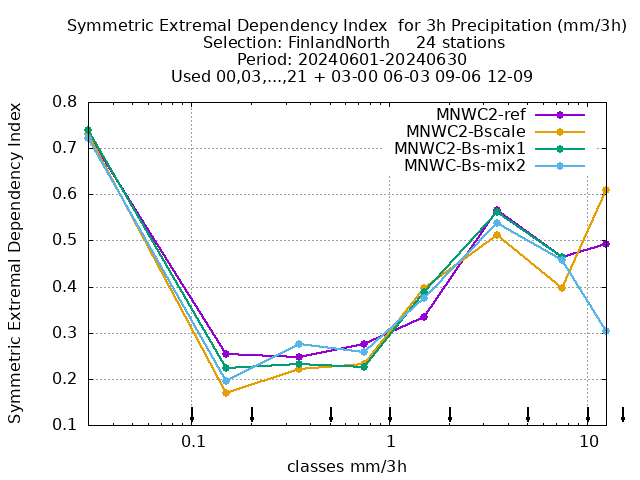 Symmetric Extremal Dependency Index  for 3h Precipitation (mm/3h)
Selection: FinlandNorth     24 stations
Period: 20240601-20240630
Used 00,03,...,21 + 03-00 06-03 09-06 12-09
MNWC2-ref
MNWC2-Bscale
MNWC2-Bs-mix1
MNWC-Bs-mix2
Symmetric Extremal Dependency Index
0.8
0.7
0.6
0.5
0.4
0.3
0.2
0.1
0.1 1 10
classes mm/3h